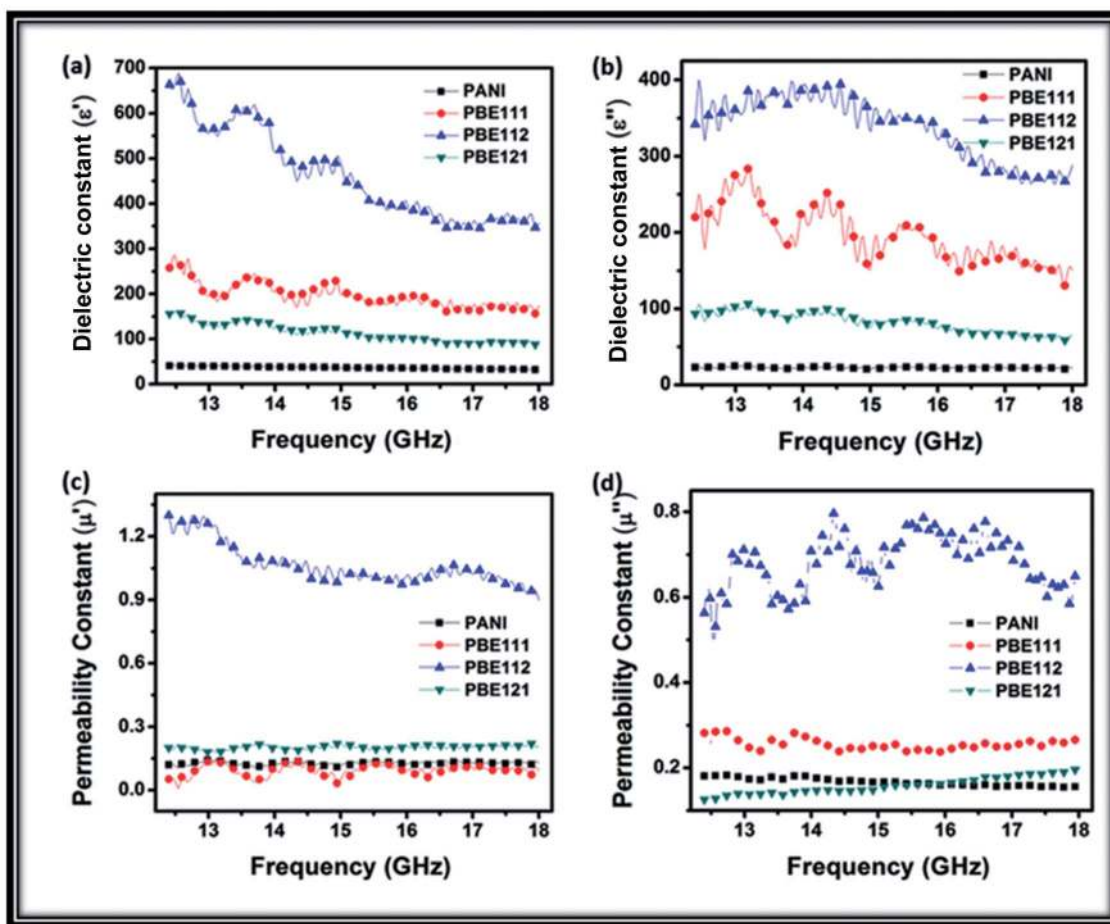 (a)
700
600
500
400
300
200
100
0
Dielectric constant (ε')
PANI
PBE111
PBE112
PBE121
13 14 15 16 17 18
Frequency (GHz)
(b)
400
300
200
100
0
Dielectric constant (ε")
PANI
PBE111
PBE112
PBE121
13 14 15 16 17 18
Frequency (GHz)
(c)
1.2
0.9
0.6
0.3
0.0
Permeability Constant (μ')
PANI
PBE111
PBE112
PBE121
13 14 15 16 17 18
Frequency (GHz)
(d)
0.8
0.6
0.4
0.2
Permeability Constant (μ")
PANI
PBE111
PBE112
PBE121
13 14 15 16 17 18
Frequency (GHz)